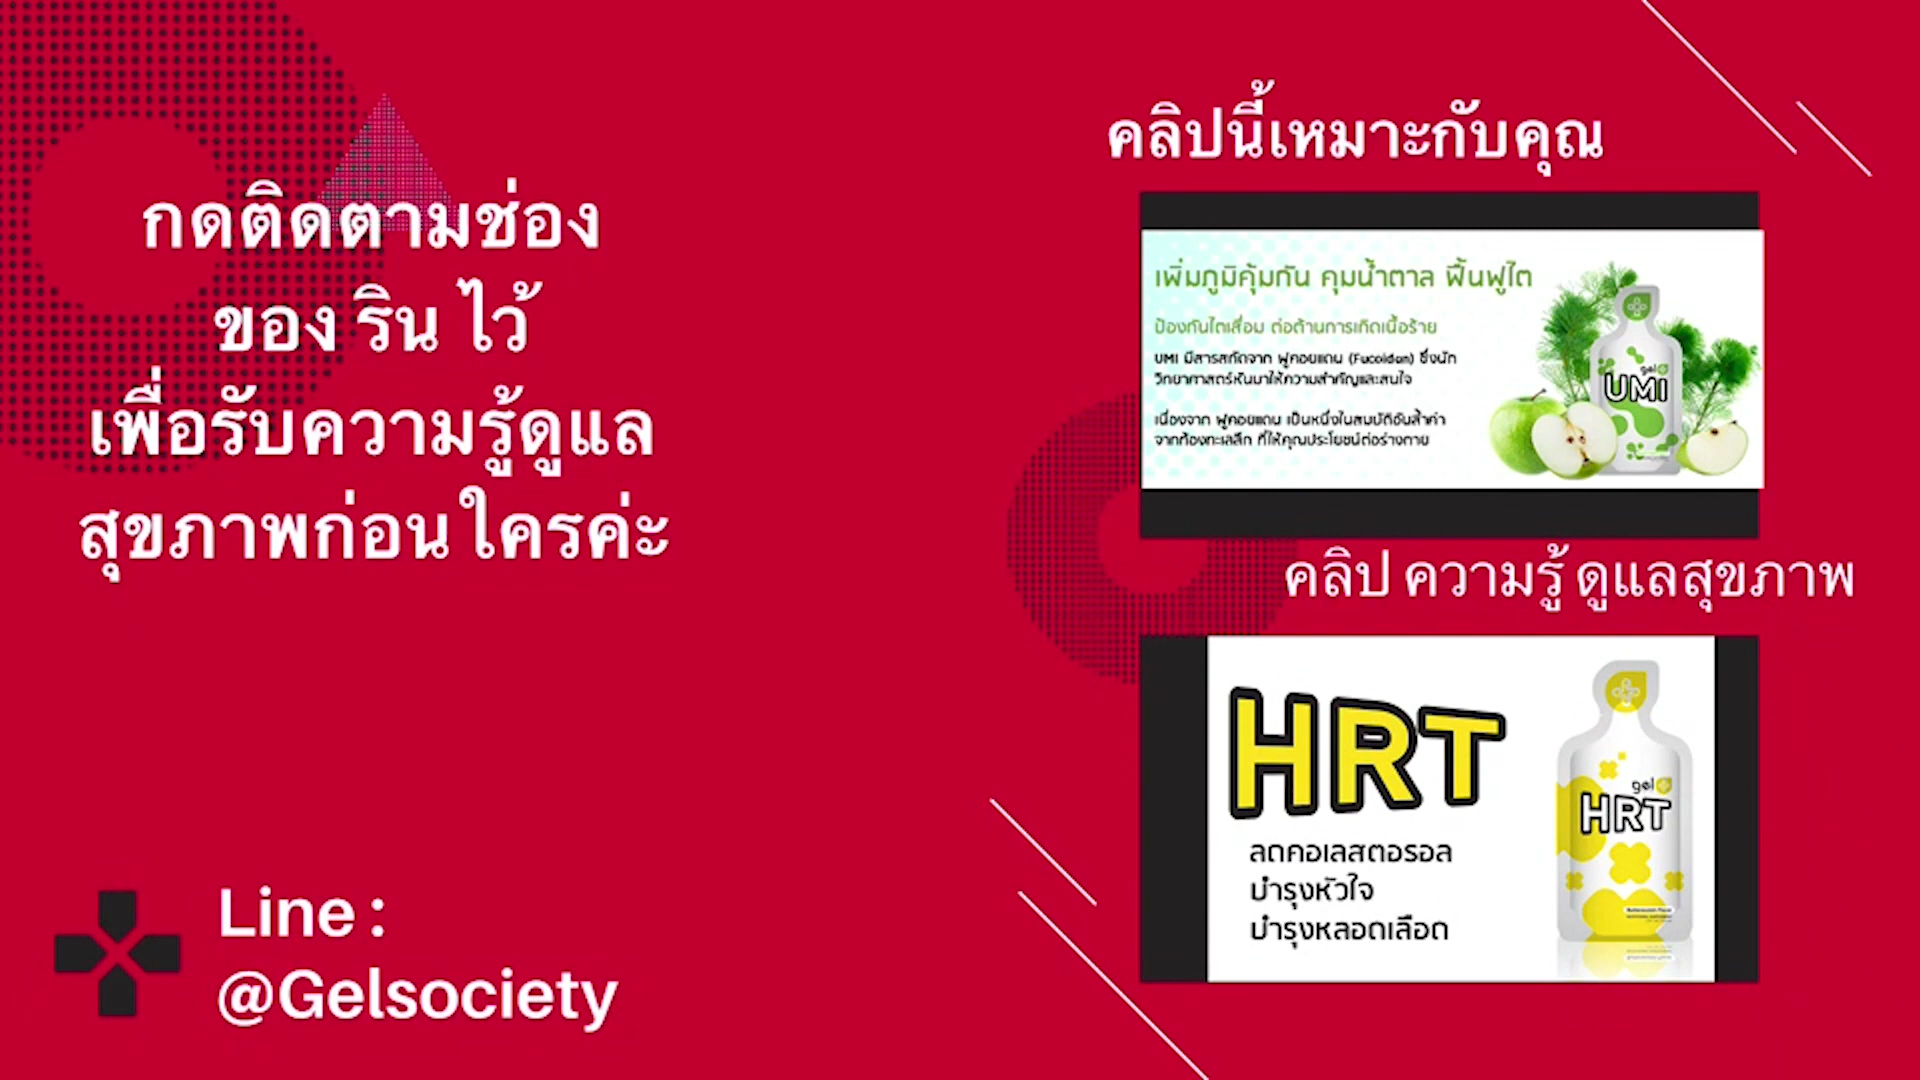 กดติดตามช่อง
ของ ริน ไว้
เพื่อรับความรู้ดูแล
สุขภาพก่อนใครค่ะ
Line :
@Gelsociety
คลิปนี้เหมาะกับคุณ
เพิ่มภูมิคุ้มกัน คุมน้ำตาล ฟื้นฟูไต
ป้องกันไตเสื่อม ต่อต้านการเกิดเนื้อร้าย
UMI มีสารสกัดจาก ฟูคอยแดน (Fucoidan) ซึ่งนัก
วิทยาศาสตร์หันมาให้ความสำคัญและสนใจ
เนื่องจาก ฟูคอยแดน เป็นหนึ่งในสมบัติอันล้ำค่า
จากท้องทะเลลึก ที่ให้คุณประโยชน์ต่อร่างกาย
gel
UMI
คลิป ความรู้ ดูแลสุขภาพ
HRT
ลดคอเลสตอรอล
บำรุงหัวใจ
บำรุงหลอดเลือด
gel
HRT